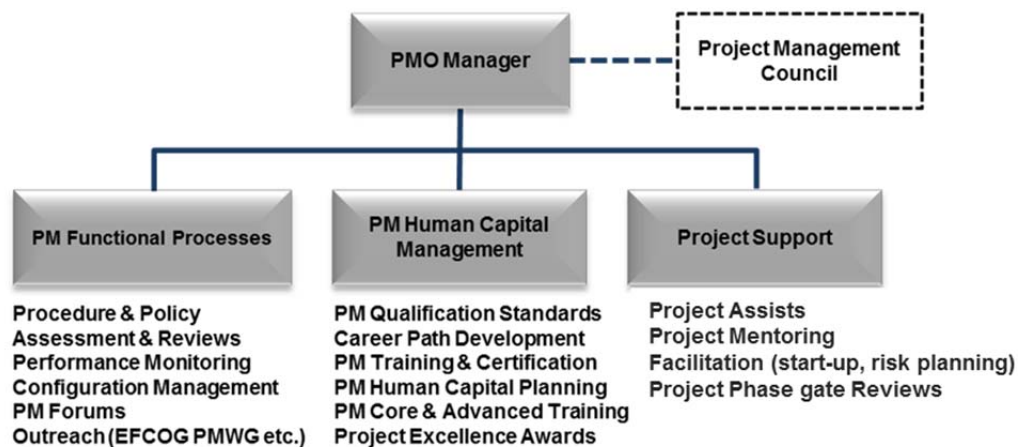 PMO Manager
Project Management
Council
PM Functional Processes
PM Human Capital
Management
Project Support
Procedure & Policy
Assessment & Reviews
Performance Monitoring
Configuration Management
PM Forums
Outreach (EFCOG PMWG etc.)
PM Qualification Standards
Career Path Development
PM Training & Certification
PM Human Capital Planning
PM Core & Advanced Training
Project Excellence Awards
Project Assists
Project Mentoring
Facilitation (start-up, risk planning)
Project Phase gate Reviews